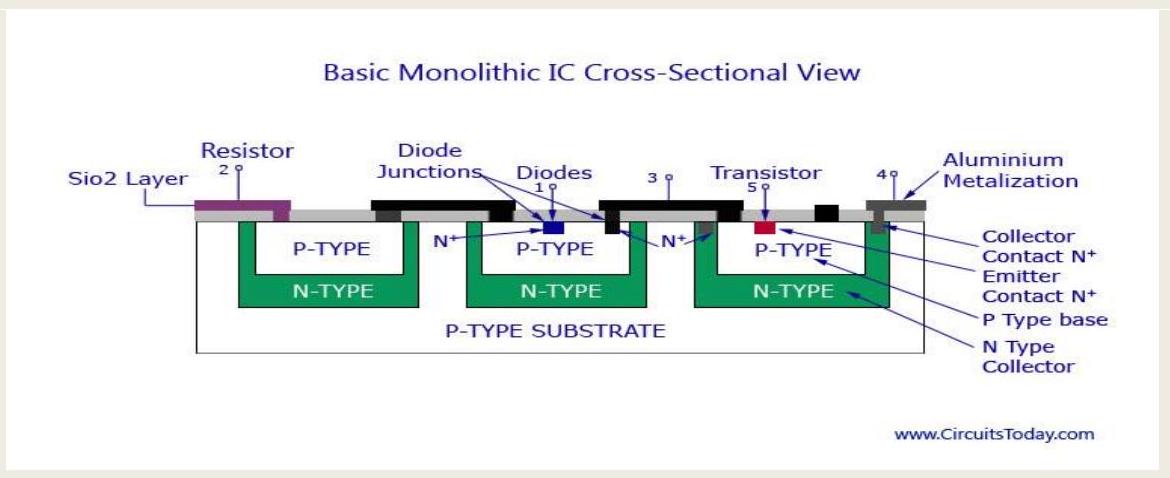 Basic Monolithic IC Cross-Sectional View
Resistor
2
Sio2 Layer
Diode
Junctions
Diodes
1
3
Transistor
5
4
Aluminium
Metalization
P-TYPE
N-TYPE
N+
P-TYPE
N-TYPE
N+
P-TYPE
N-TYPE
P-TYPE SUBSTRATE
Collector
Contact N+
Emitter
Contact N+
P Type base
N Type
Collector
www.CircuitsToday.com